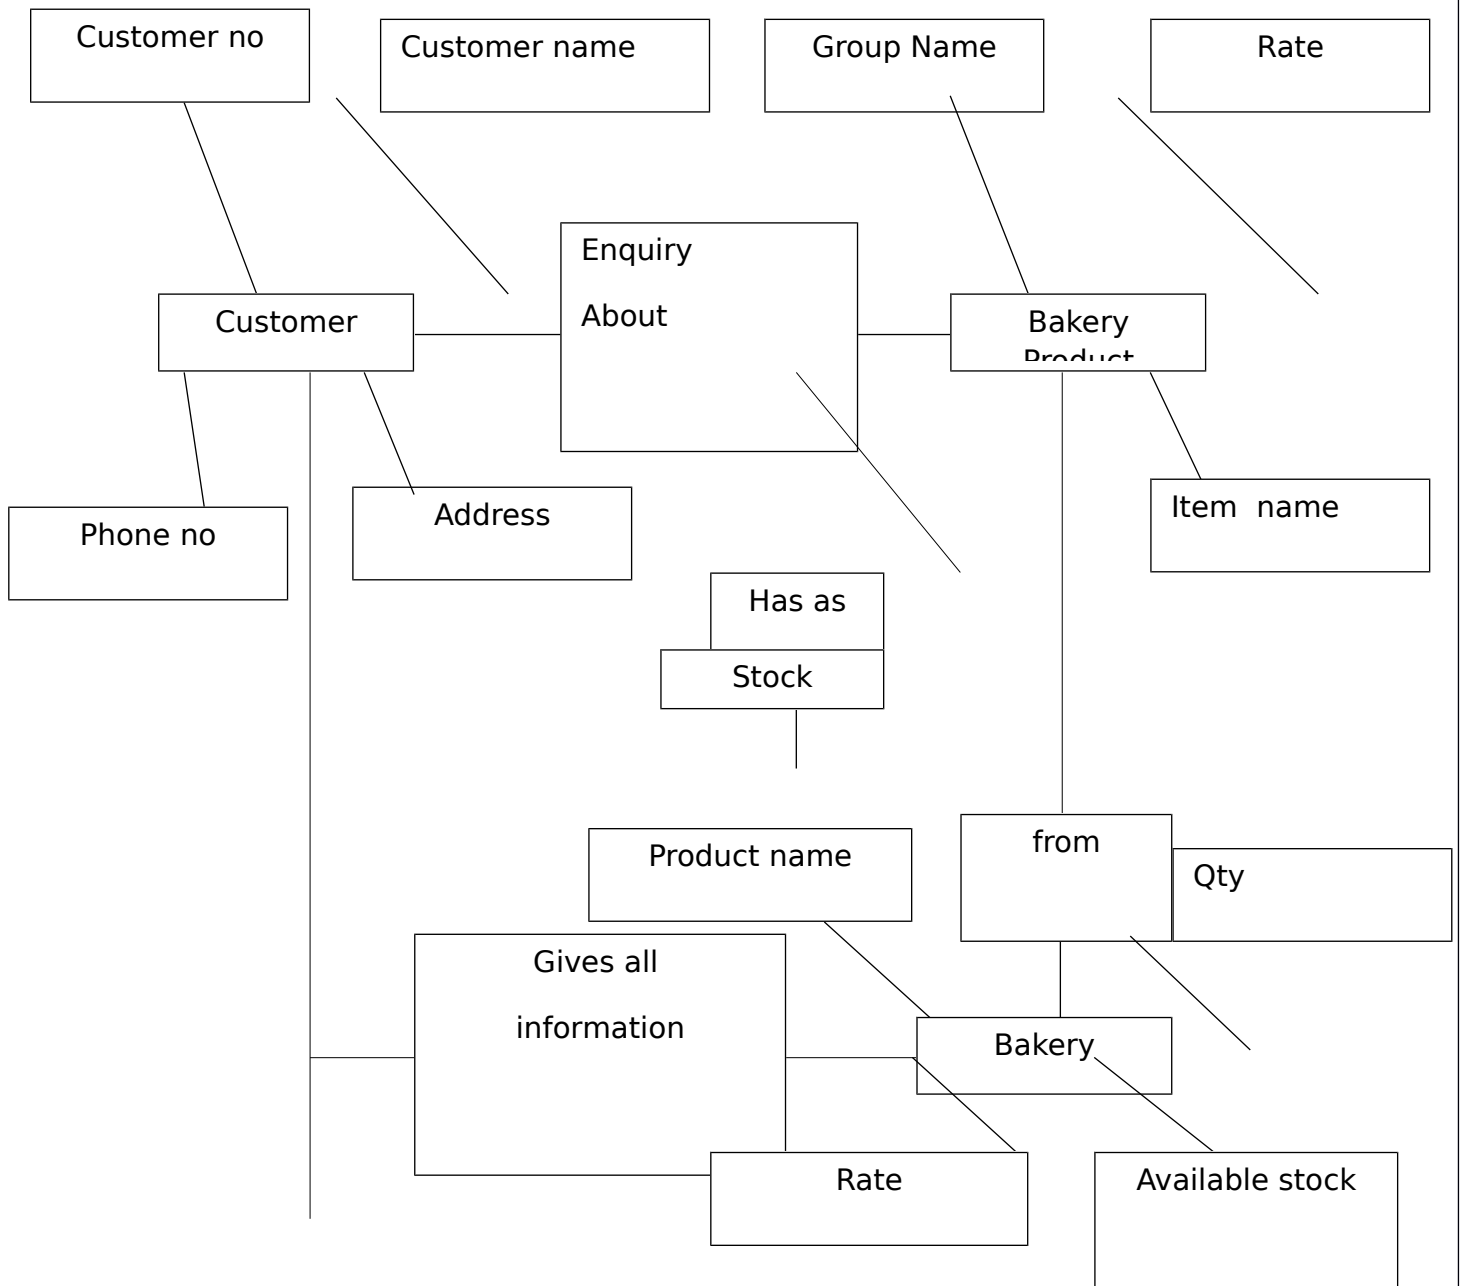 Customer no
Customer name
Group Name
Rate
Enquiry
About
Customer
Bakery
Product
Phone no
Address
Item  name
Has as
Stock
Product name
from
Qty
Gives all
information
Bakery
Rate
Available stock